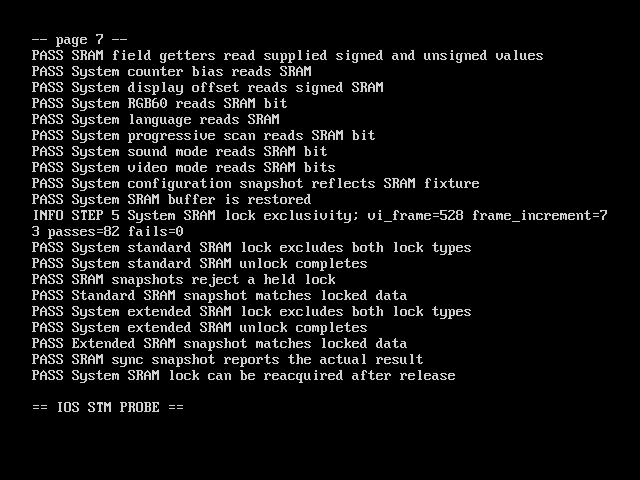 -- page 7 --
PASS SRAM field getters read supplied signed and unsigned values
PASS System counter bias reads SRAM
PASS System display offset reads signed SRAM
PASS System RGB60 reads SRAM bit
PASS System language reads SRAM
PASS System progressive scan reads SRAM bit
PASS System sound mode reads SRAM bit
PASS System video mode reads SRAM bits
PASS System configuration snapshot reflects SRAM fixture
PASS System SRAM buffer is restored
INFO STEP 5 System SRAM lock exclusivity; vi_frame=528 frame_increment=7
3 passes=82 fails=0
PASS System standard SRAM lock excludes both lock types
PASS System standard SRAM unlock completes
PASS SRAM snapshots reject a held lock
PASS Standard SRAM snapshot matches locked data
PASS System extended SRAM lock excludes both lock types
PASS System extended SRAM unlock completes
PASS Extended SRAM snapshot matches locked data
PASS SRAM sync snapshot reports the actual result
PASS System SRAM lock can be reacquired after release
== IOS STM PROBE ==